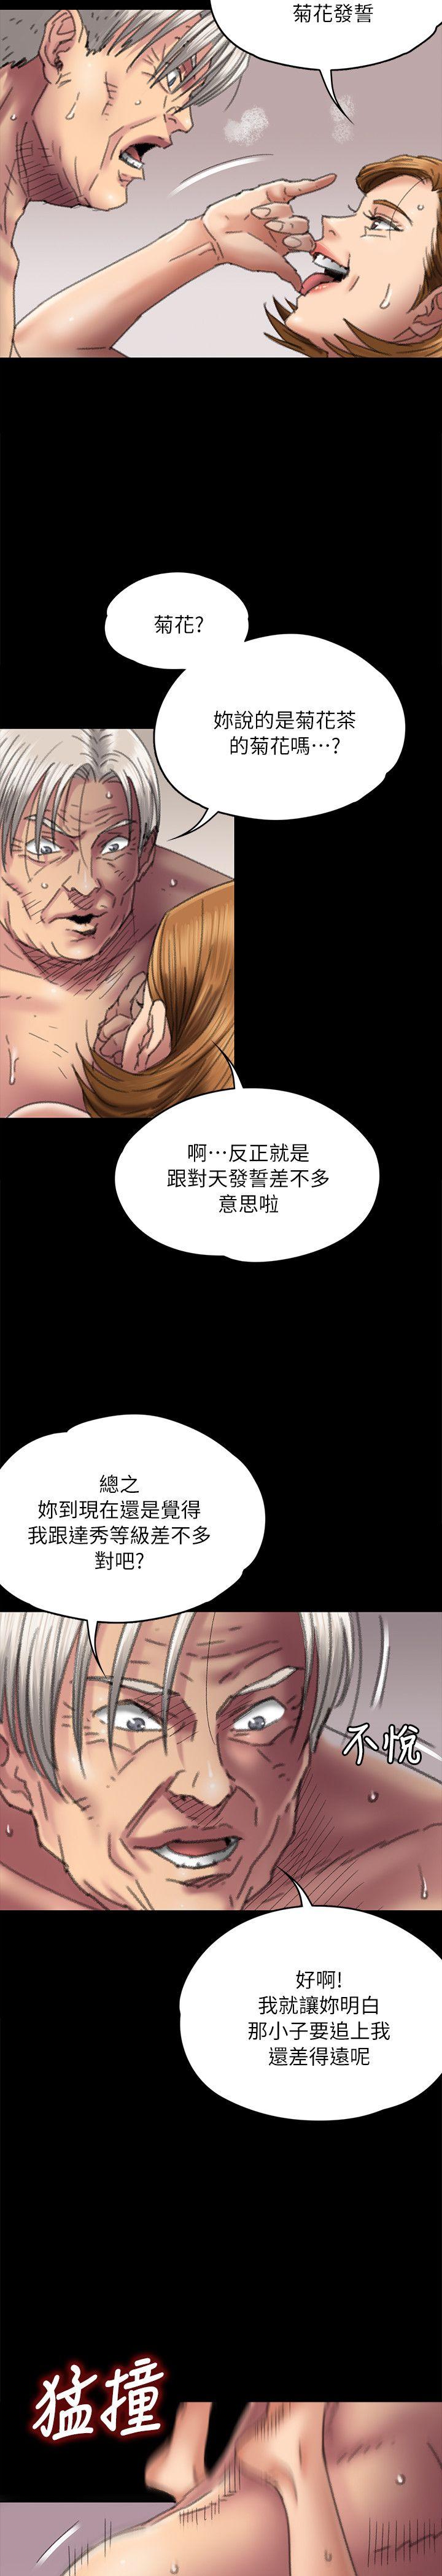 菊花發誓
菊花?
妳說的是菊花茶
的菊花嗎…?
啊…反正就是
跟對天發誓差不多
意思啦
總之
妳到現在還是覺得
我跟達秀等級差不多
對吧?
不悅
好啊!
我就讓妳明白
那小子要追上我
還差得遠呢
猛撞